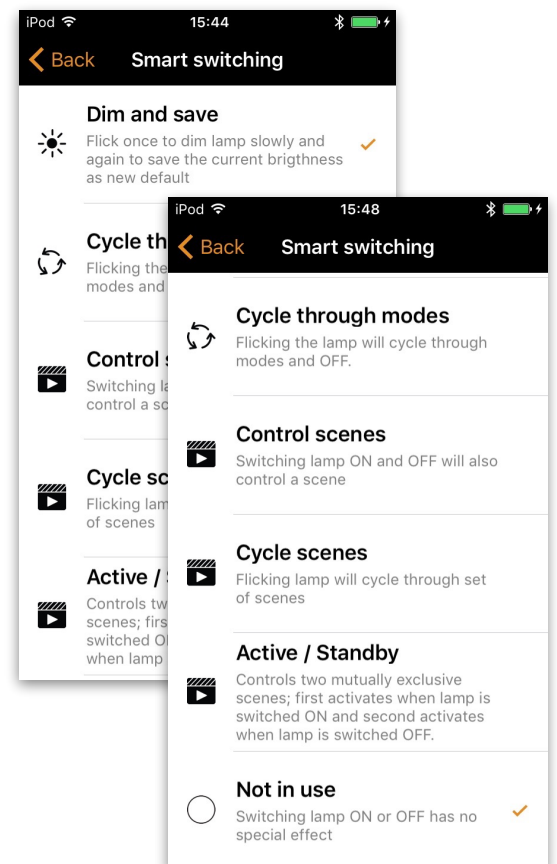 iPod 15:44
Back Smart switching
Dim and save
Flick once to dim lamp slowly and
again to save the current brigthness
as new default
Cycle th
Flicking the
modes and
Control s
Switching la
control a sc
Cycle sc
Flicking lam
of scenes
Active /
Controls tw
scenes; firs
switched O
when lamp
iPod 15:48
Back Smart switching
Cycle through modes
Flicking the lamp will cycle through
modes and OFF.
Control scenes
Switching lamp ON and OFF will also
control a scene
Cycle scenes
Flicking lamp will cycle through set
of scenes
Active / Standby
Controls two mutually exclusive
scenes; first activates when lamp is
switched ON and second activates
when lamp is switched OFF.
Not in use
Switching lamp ON or OFF has no
special effect